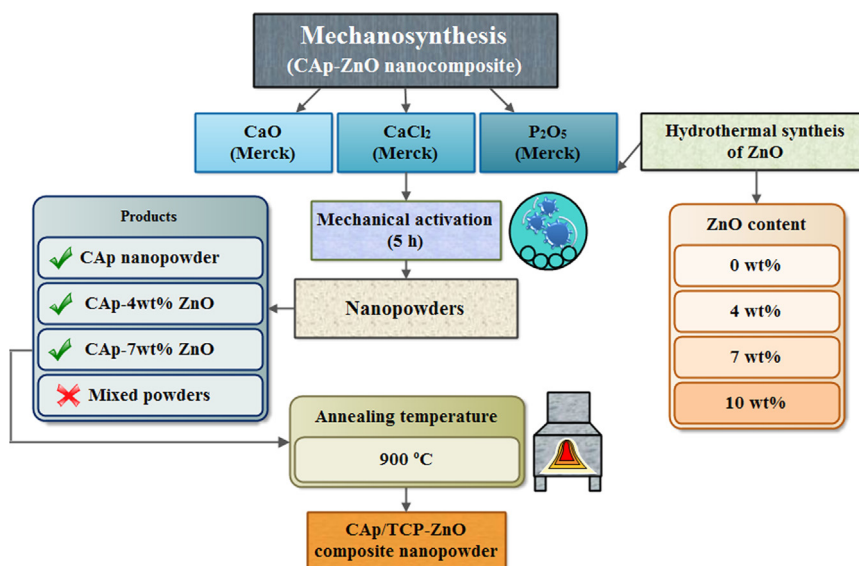 Mechanosynthesis
(CAp-ZnO nanocomposite)
CaO
(Merck)
CaCl₂
(Merck)
P₂O₅
(Merck)
Hydrothermal syntheis
of ZnO
Mechanical activation
(5 h)
Products
CAp nanopowder
CAp-4wt% ZnO
CAp-7wt% ZnO
Mixed powders
Nanopowders
ZnO content
0 wt%
4 wt%
7 wt%
10 wt%
Annealing temperature
900 °C
CAp/TCP-ZnO
composite nanopowder